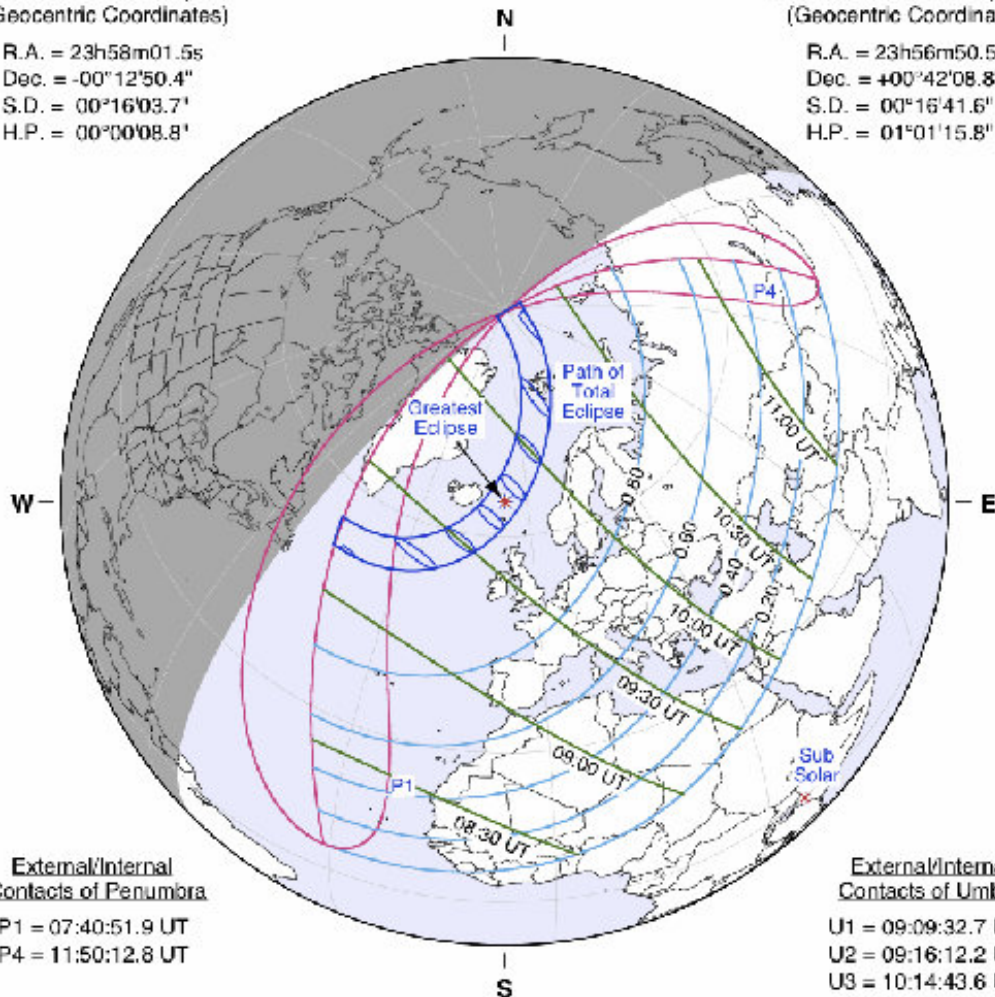 Geocentric Coordinates)
R.A. = 23h58m01.5s
Dec. = -00°12'50.4"
S.D. = 00°16'03.7"
H.P. = 00°00'08.8"
N
(Geocentric Coordina
R.A. = 23h56m50.5
Dec. = +00°42'08.8
S.D. = 00°16'41.6"
H.P. = 01°01'15.8"
P4
Path of
Total
Eclipse
Greatest
Eclipse
11:00 UT
W
E
0.80
10:30 UT
0.60
0.40
0.20
10:00 UT
09:30 UT
09:00 UT
Sub
Solar
P1
08:30 UT
External/Internal
Contacts of Penumbra
P1 = 07:40:51.9 UT
P4 = 11:50:12.8 UT
External/Interna
Contacts of Umb
U1 = 09:09:32.7
U2 = 09:16:12.2
U3 = 10:14:43.6
S